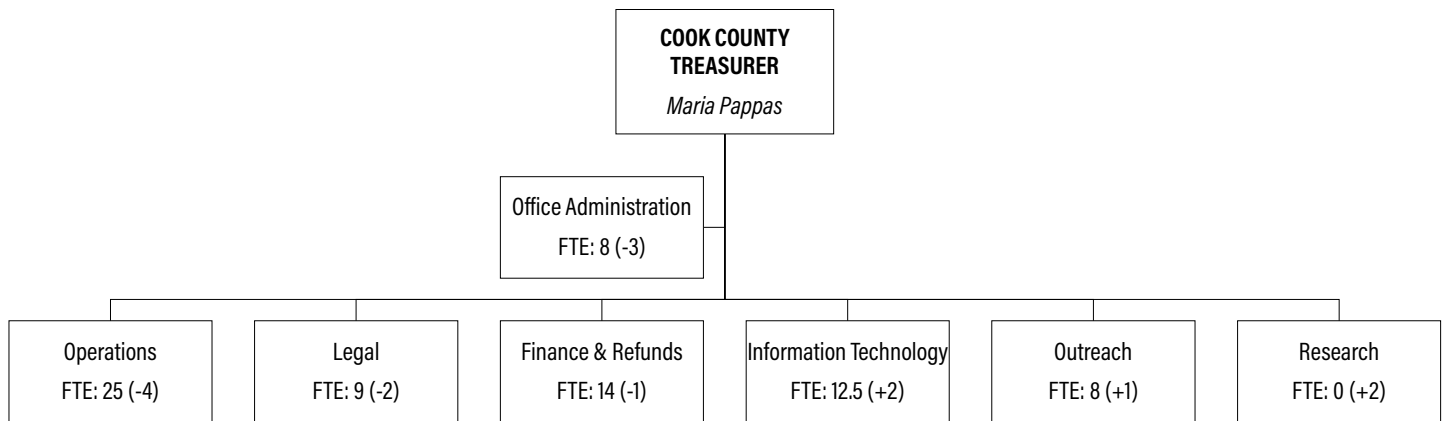 COOK COUNTY
TREASURER
Maria Pappas
Office Administration
FTE: 8 (-3)
Operations
FTE: 25 (-4)
Legal
FTE: 9 (-2)
Finance & Refunds
FTE: 14 (-1)
Information Technology
FTE: 12.5 (+2)
Outreach
FTE: 8 (+1)
Research
FTE: 0 (+2)